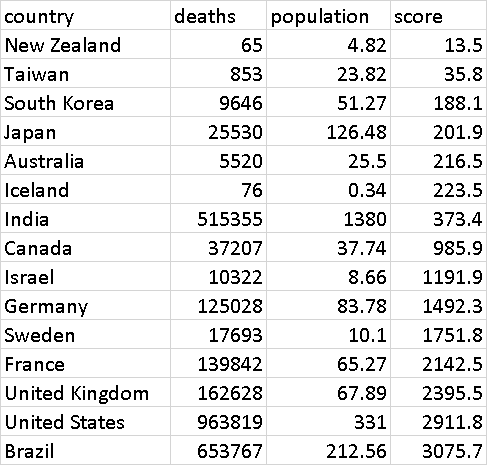 country deaths population score
New Zealand 65 4.82 13.5
Taiwan 853 23.82 35.8
South Korea 9646 51.27 188.1
Japan 25530 126.48 201.9
Australia 5520 25.5 216.5
Iceland 76 0.34 223.5
India 515355 1380 373.4
Canada 37207 37.74 985.9
Israel 10322 8.66 1191.9
Germany 125028 83.78 1492.3
Sweden 17693 10.1 1751.8
France 139842 65.27 2142.5
United Kingdom 162628 67.89 2395.5
United States 963819 331 2911.8
Brazil 653767 212.56 3075.7